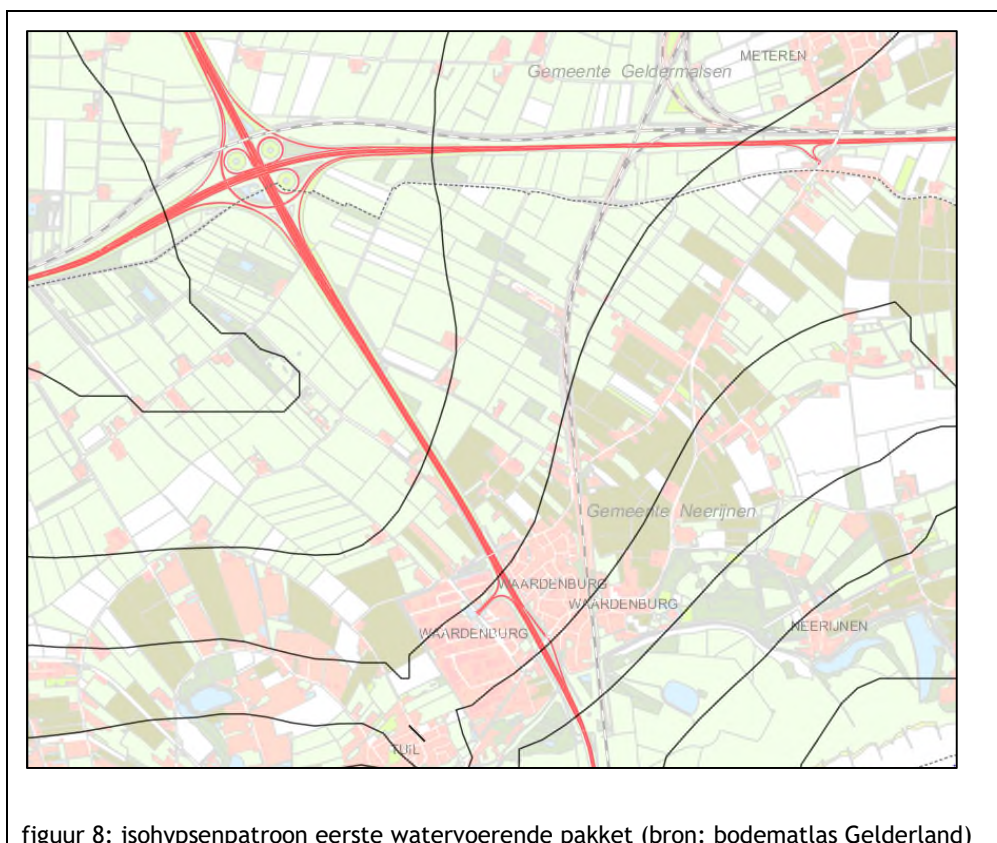 METEREN
Gemeente Geldermalsen
Gemeente Neerijnen
WAARDENBURG
WAARDENBURG
NEERIJNEN
WAARDENBURG
TUIL
figuur 8: isohypsenpatroon eerste watervoerende pakket (bron: bodematlas Gelderland)